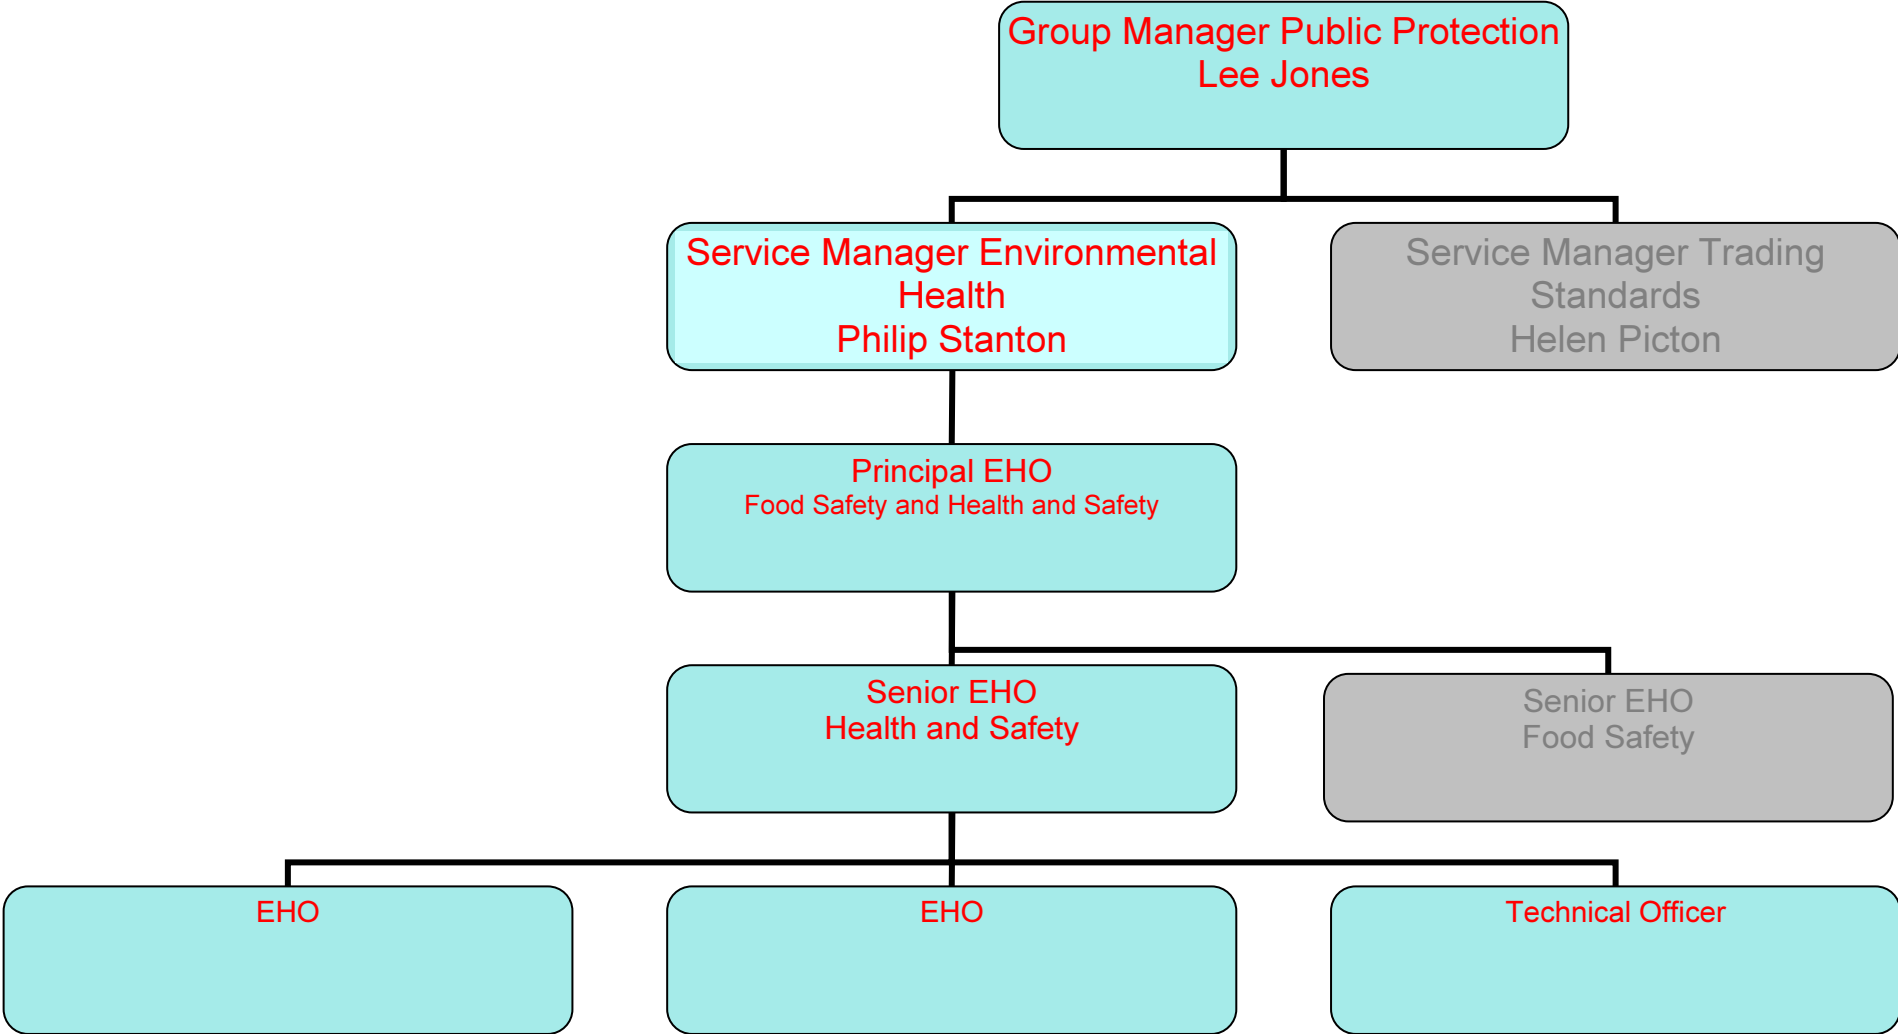 Group Manager Public Protection
Lee Jones
Service Manager Environmental
Health
Philip Stanton
Service Manager Trading
Standards
Helen Picton
Principal EHO
Food Safety and Health and Safety
Senior EHO
Health and Safety
Senior EHO
Food Safety
EHO
EHO
Technical Officer